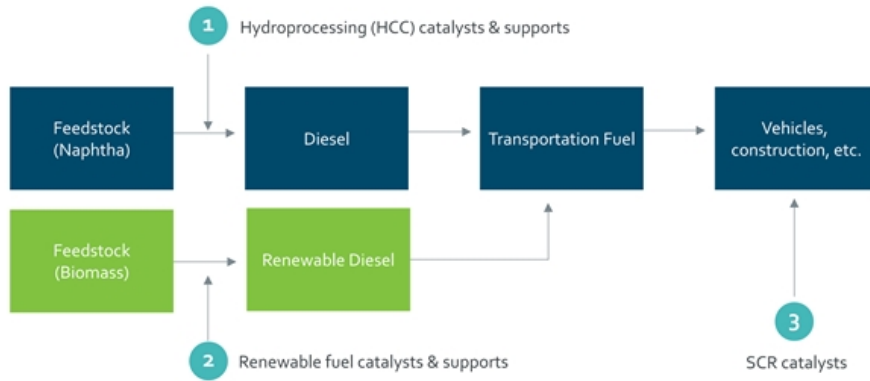 1
Hydroprocessing (HCC) catalysts & supports
Feedstock
(Naphtha)
Diesel
Transportation Fuel
Vehicles,
construction, etc.
Feedstock
(Biomass)
Renewable Diesel
2
Renewable fuel catalysts & supports
3
SCR catalysts